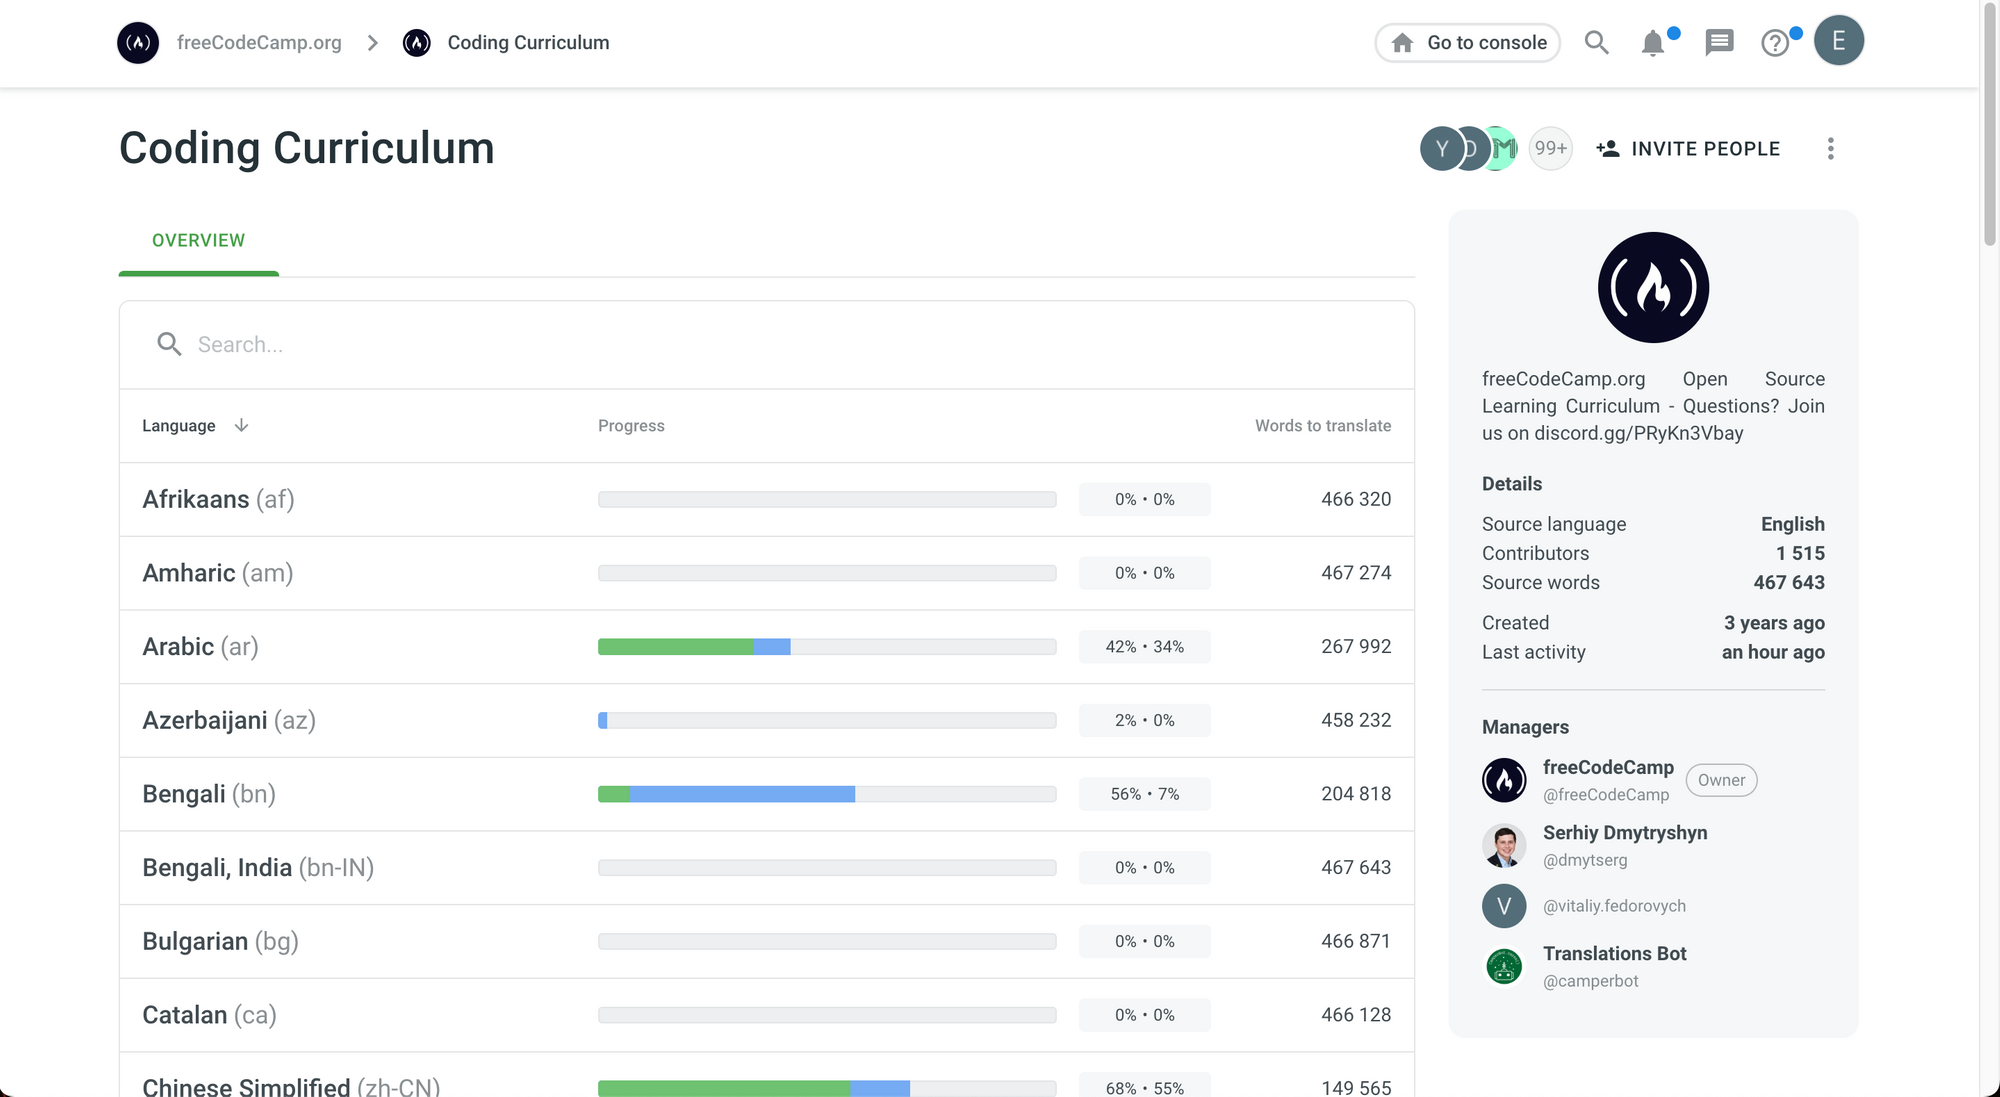 freeCodeCamp.org
Coding Curriculum
Go to console
E
Coding Curriculum
Y
D
M
99+
INVITE PEOPLE
OVERVIEW
Search...
Language
Progress
Words to translate
Afrikaans (af)
0% • 0%
466 320
Amharic (am)
0% • 0%
467 274
Arabic (ar)
42% • 34%
267 992
Azerbaijani (az)
2% • 0%
458 232
Bengali (bn)
56% • 7%
204 818
Bengali, India (bn-IN)
0% • 0%
467 643
Bulgarian (bg)
0% • 0%
466 871
Catalan (ca)
0% • 0%
466 128
Chinese Simplified (zh-CN)
68% • 55%
149 565
freeCodeCamp.org Open Source
Learning Curriculum - Questions? Join
us on discord.gg/PRyKn3Vbay
Details
Source language English
Contributors 1 515
Source words 467 643
Created 3 years ago
Last activity an hour ago
Managers
freeCodeCamp
@freeCodeCamp
Owner
Serhiy Dmytryshyn
@dmytserg
V
@vitaliy.fedorovych
Translations Bot
@camperbot